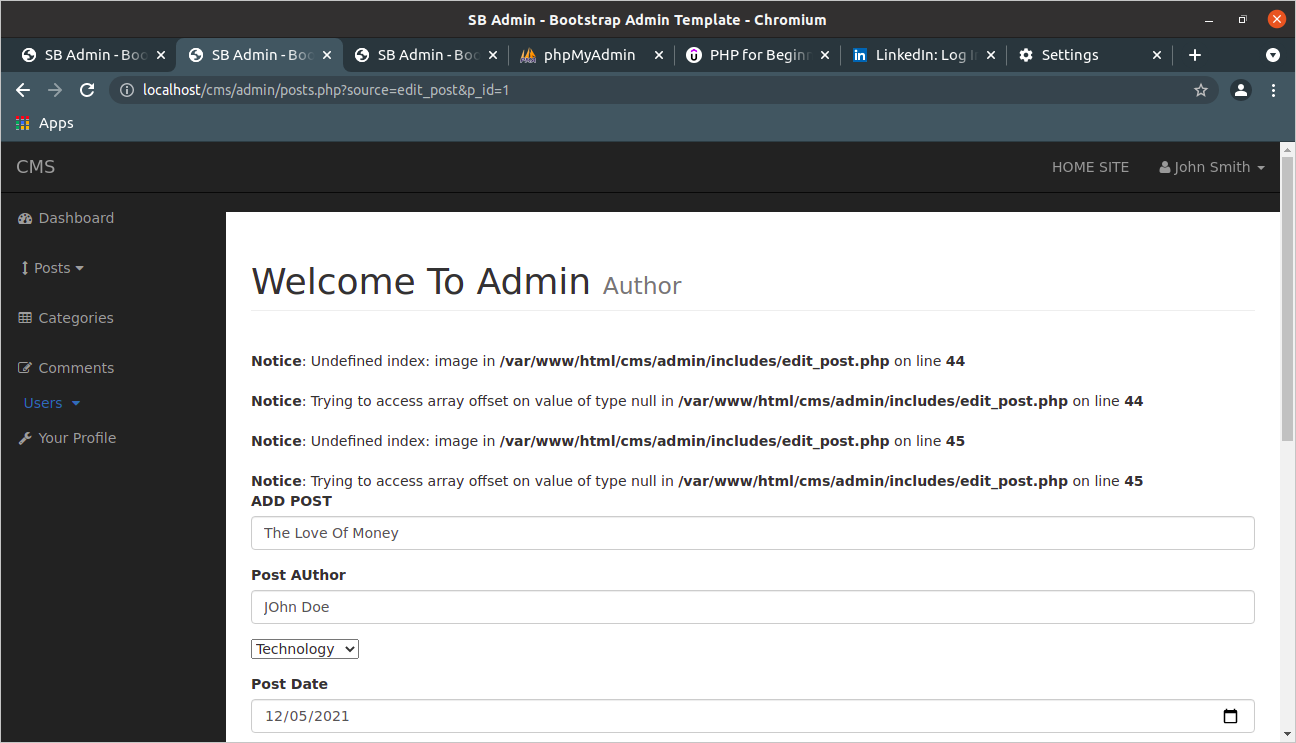 SB Admin - Bootstrap Admin Template - Chromium
SB Admin - Boo
SB Admin - Boo
SB Admin - Boo
phpMyAdmin
PHP for Beginn
LinkedIn: Log I
Settings
localhost/cms/admin/posts.php?source=edit_post&p_id=1
Apps
CMS
HOME SITE
John Smith
Dashboard
Posts
Categories
Comments
Users
Your Profile
Welcome To Admin Author
Notice: Undefined index: image in /var/www/html/cms/admin/includes/edit_post.php on line 44
Notice: Trying to access array offset on value of type null in /var/www/html/cms/admin/includes/edit_post.php on line 44
Notice: Undefined index: image in /var/www/html/cms/admin/includes/edit_post.php on line 45
Notice: Trying to access array offset on value of type null in /var/www/html/cms/admin/includes/edit_post.php on line 45
ADD POST
The Love Of Money
Post AUthor
JOhn Doe
Technology
Post Date
12/05/2021